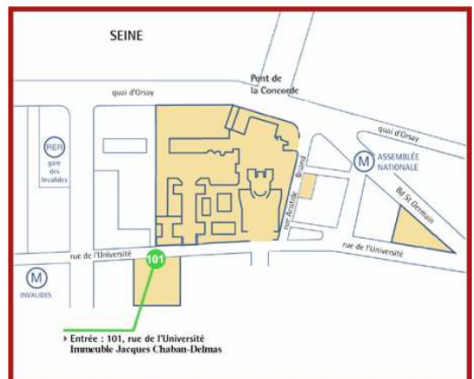 SEINE
Pont de
la Concorde
quai d'Orsay
quai d'Orsay
RER
gare
des
Invalides
M
ASSEMBLÉE
NATIONALE
rue Aristide Briand
Bd St Germain
rue de l'Université
101
rue de l'Université
M
INVALIDES
Entrée : 101, rue de l'Université
Immeuble Jacques Chaban-Delmas